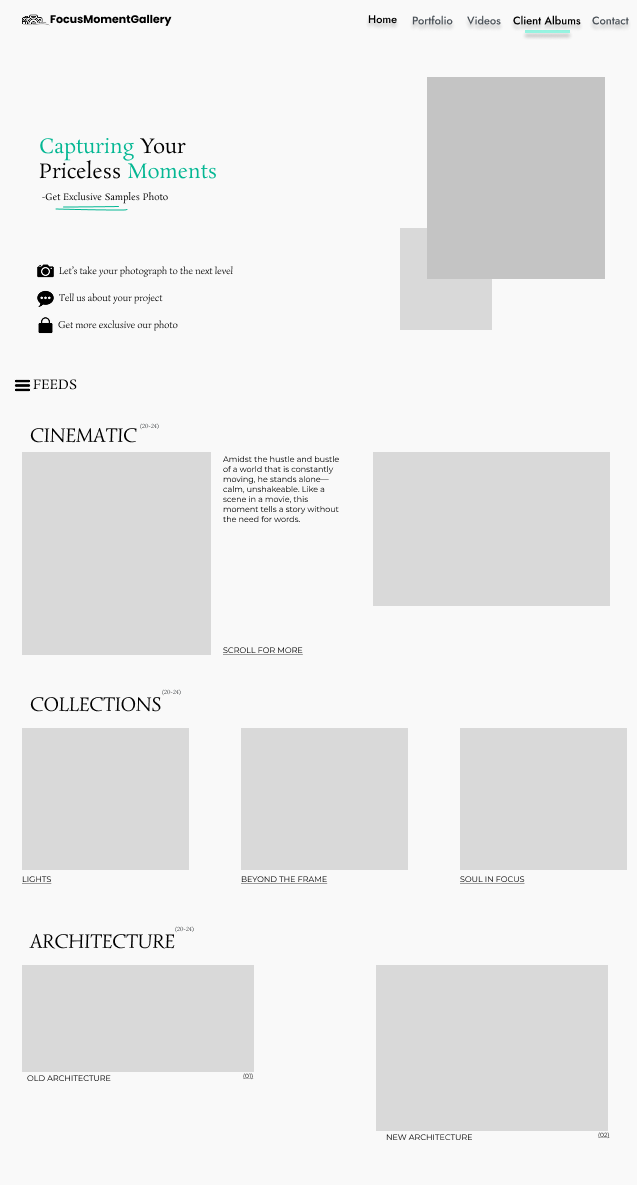 FocusMomentGallery
Home
Portfolio
Videos
Client Albums
Contact
Capturing Your
Priceless Moments
-Get Exclusive Samples Photo
Let's take your photograph to the next level
Tell us about your project
Get more exclusive our photo
FEEDS
CINEMATIC (20-24)
Amidst the hustle and bustle
of a world that is constantly
moving, he stands alone—
calm, unshakeable. Like a
scene in a movie, this
moment tells a story without
the need for words.
SCROLL FOR MORE
COLLECTIONS (20-24)
LIGHTS
BEYOND THE FRAME
SOUL IN FOCUS
ARCHITECTURE (20-24)
OLD ARCHITECTURE (01)
NEW ARCHITECTURE (02)